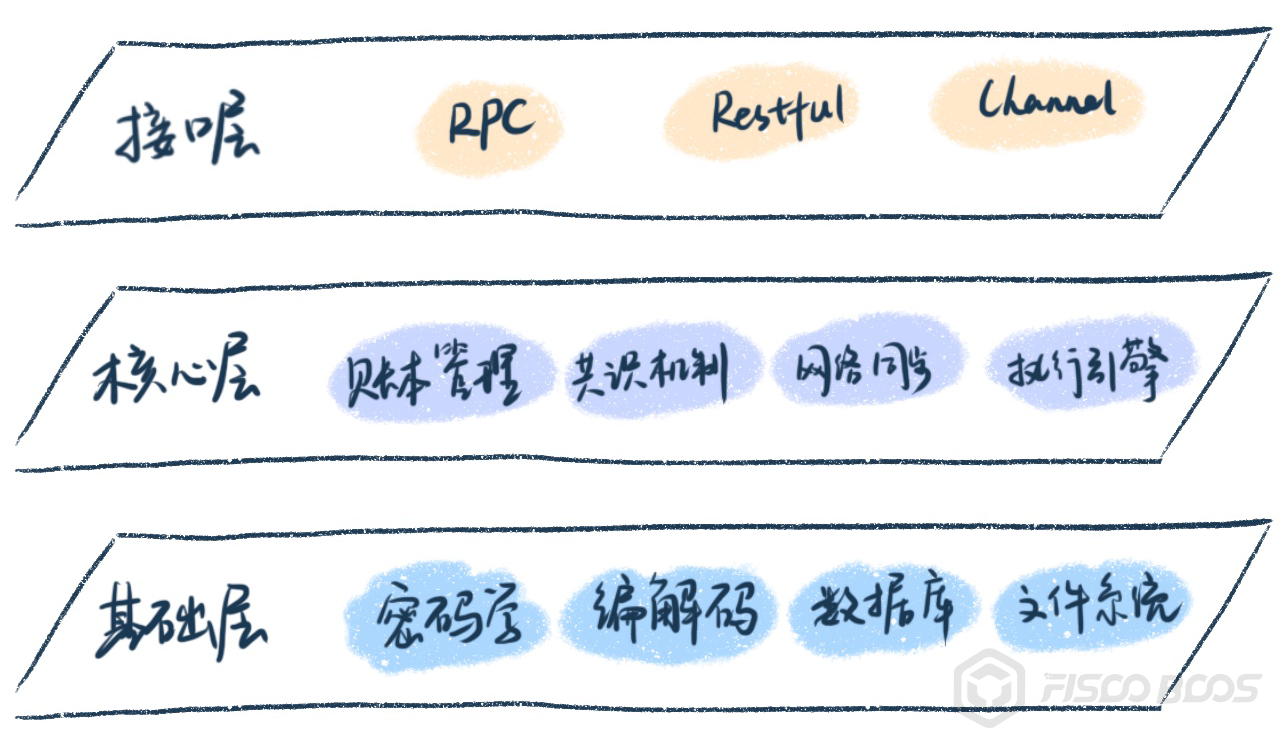 接口层 RPC Restful Channel
核心层 账本管理 共识机制 网络同步 执行引擎
基础层 密码学 编解码 数据库 文件系统
FISCO BCOS